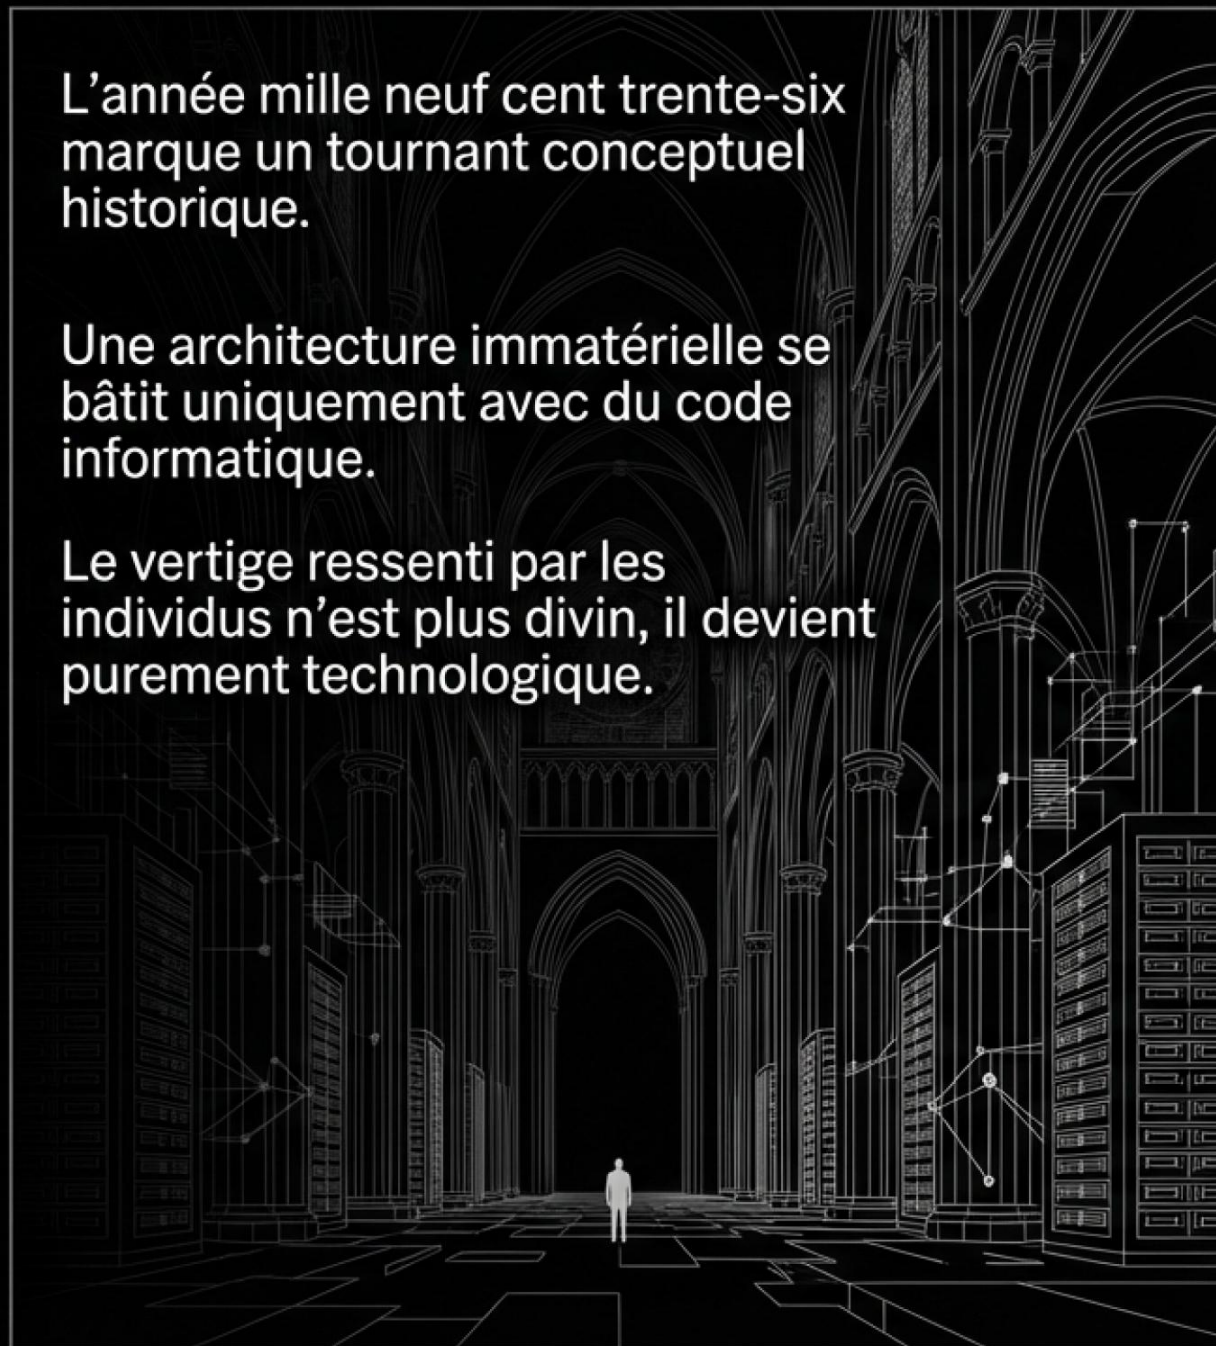 L’année mille neuf cent trente-six
marque un tournant conceptuel
historique.
Une architecture immatérielle se
bâtit uniquement avec du code
informatique.
Le vertige ressenti par les
individus n’est plus divin, il devient
purement technologique.